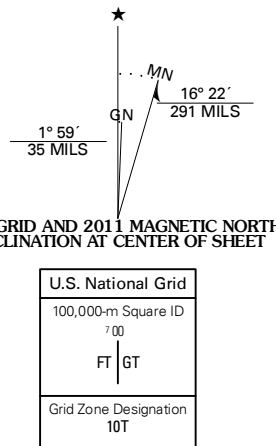 ★
MN
GN
16° 22´
291 MILS
1° 59´
35 MILS
GRID AND 2011 MAGNETIC NORTH
CLINATION AT CENTER OF SHEET
U.S. National Grid
100,000-m Square ID
7 00
FT GT
Grid Zone Designation
10T